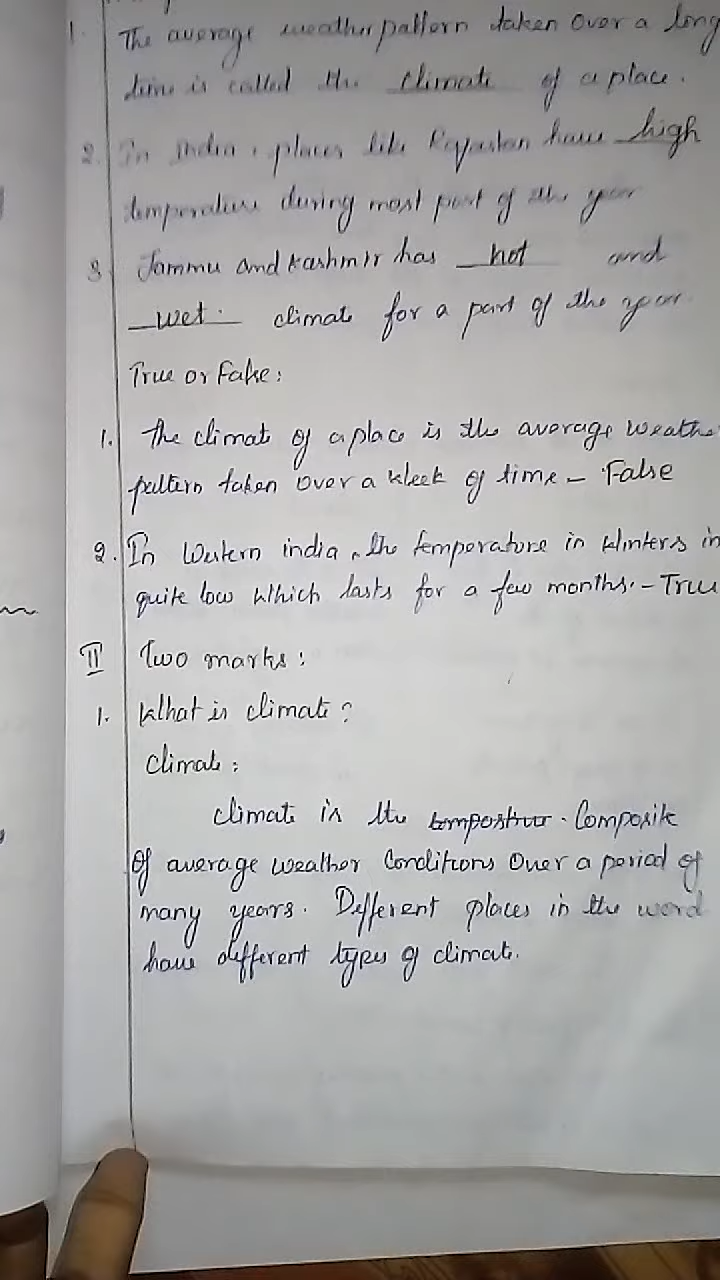 1. The average weather pattern taken over a long
time is called the climate of a place.
2. In India, places like Rajastan have high
temperature during most part of the year
3. Jammu and Kashmir has hot and
wet climate for a part of the year.
True or False:
1. The climate of a place is the average weathe
pattern taken over a Week of time - False
2. In Western india, the temperature in Winters in
quite low Which lasts for a few months. - True
II Two marks:
1. What is climate?
Climate:
climate is the Composite
Of average weather Conditions Over a period of
many years. Different places in the word
have different types of climate.